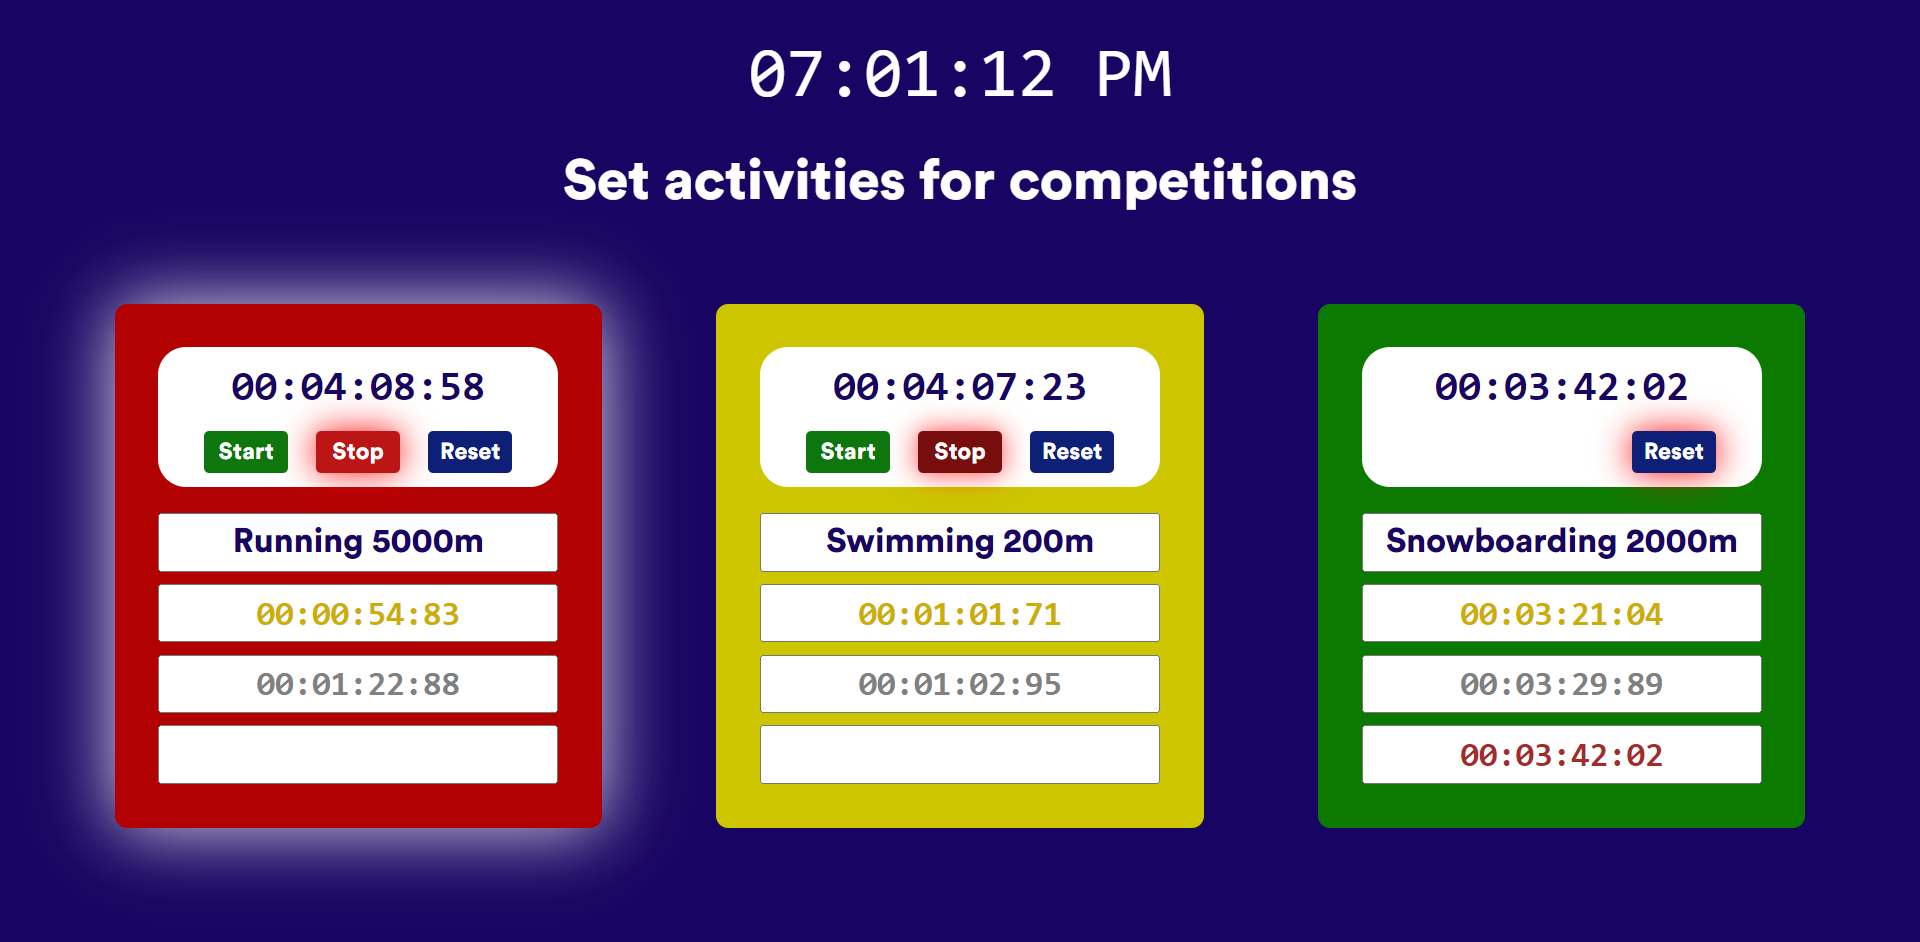 07:01:12 PM
Set activities for competitions
00:04:08:58
Start Stop Reset
Running 5000m
00:00:54:83
00:01:22:88
00:04:07:23
Start Stop Reset
Swimming 200m
00:01:01:71
00:01:02:95
00:03:42:02
Reset
Snowboarding 2000m
00:03:21:04
00:03:29:89
00:03:42:02